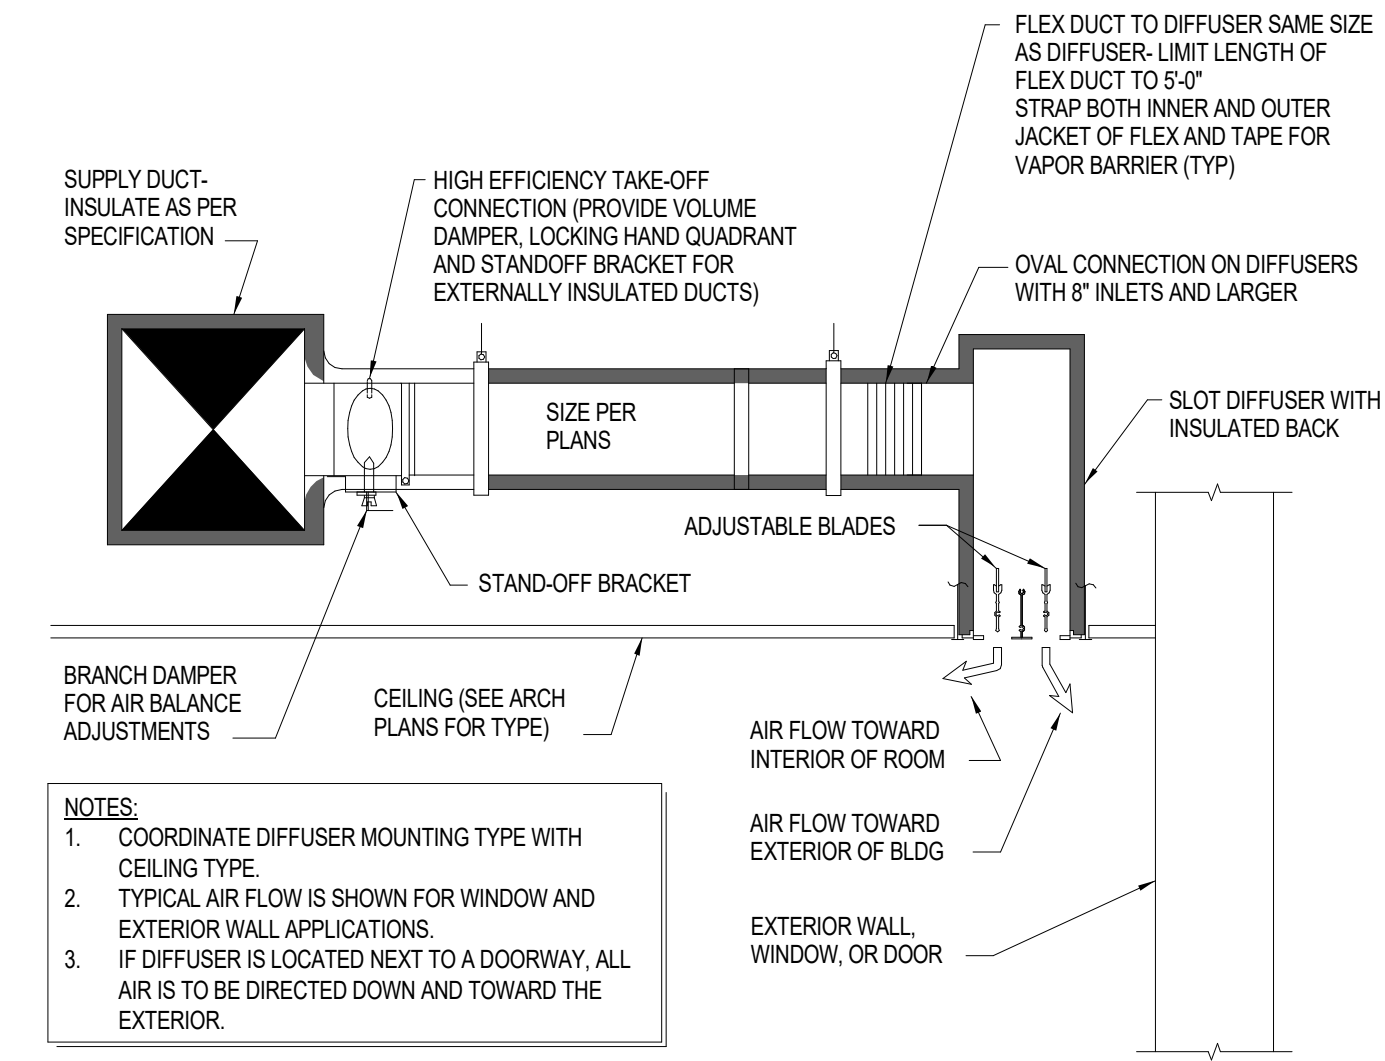 FLEX DUCT TO DIFFUSER SAME SIZE
AS DIFFUSER- LIMIT LENGTH OF
FLEX DUCT TO 5'-0"
STRAP BOTH INNER AND OUTER
JACKET OF FLEX AND TAPE FOR
VAPOR BARRIER (TYP)
SUPPLY DUCT-
INSULATE AS PER
SPECIFICATION
HIGH EFFICIENCY TAKE-OFF
CONNECTION (PROVIDE VOLUME
DAMPER, LOCKING HAND QUADRANT
AND STANDOFF BRACKET FOR
EXTERNALLY INSULATED DUCTS)
OVAL CONNECTION ON DIFFUSERS
WITH 8" INLETS AND LARGER
SIZE PER
PLANS
SLOT DIFFUSER WITH
INSULATED BACK
ADJUSTABLE BLADES
STAND-OFF BRACKET
BRANCH DAMPER
FOR AIR BALANCE
ADJUSTMENTS
CEILING (SEE ARCH
PLANS FOR TYPE)
AIR FLOW TOWARD
INTERIOR OF ROOM
AIR FLOW TOWARD
EXTERIOR OF BLDG
EXTERIOR WALL,
WINDOW, OR DOOR
NOTES:
1. COORDINATE DIFFUSER MOUNTING TYPE WITH
CEILING TYPE.
2. TYPICAL AIR FLOW IS SHOWN FOR WINDOW AND
EXTERIOR WALL APPLICATIONS.
3. IF DIFFUSER IS LOCATED NEXT TO A DOORWAY, ALL
AIR IS TO BE DIRECTED DOWN AND TOWARD THE
EXTERIOR.